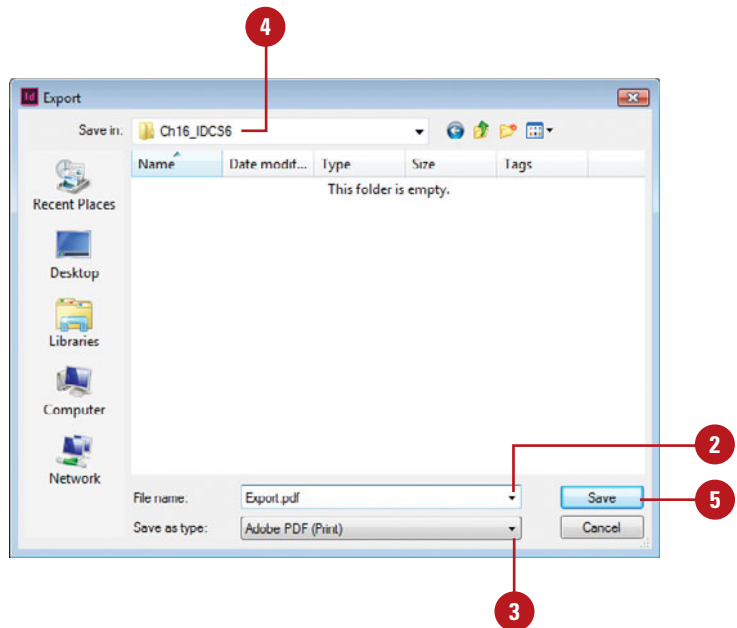 4
Id Export
Save in: Ch16_IDCS6
Name Date modif... Type Size Tags
This folder is empty.
Recent Places
Desktop
Libraries
Computer
Network
2
File name: Export.pdf Save
5
Save as type: Adobe PDF (Print) Cancel
3